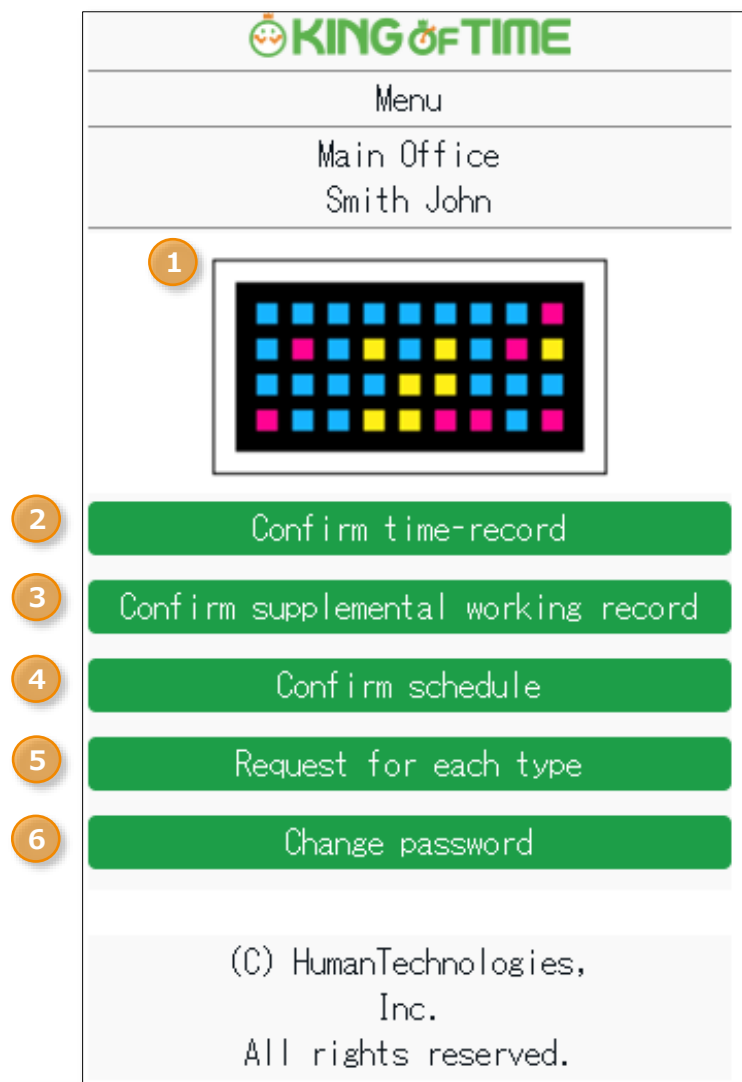 KING OF TIME
Menu
Main Office
Smith John
1
2 Confirm time-record
3 Confirm supplemental working record
4 Confirm schedule
5 Request for each type
6 Change password
(C) HumanTechnologies,
Inc.
All rights reserved.